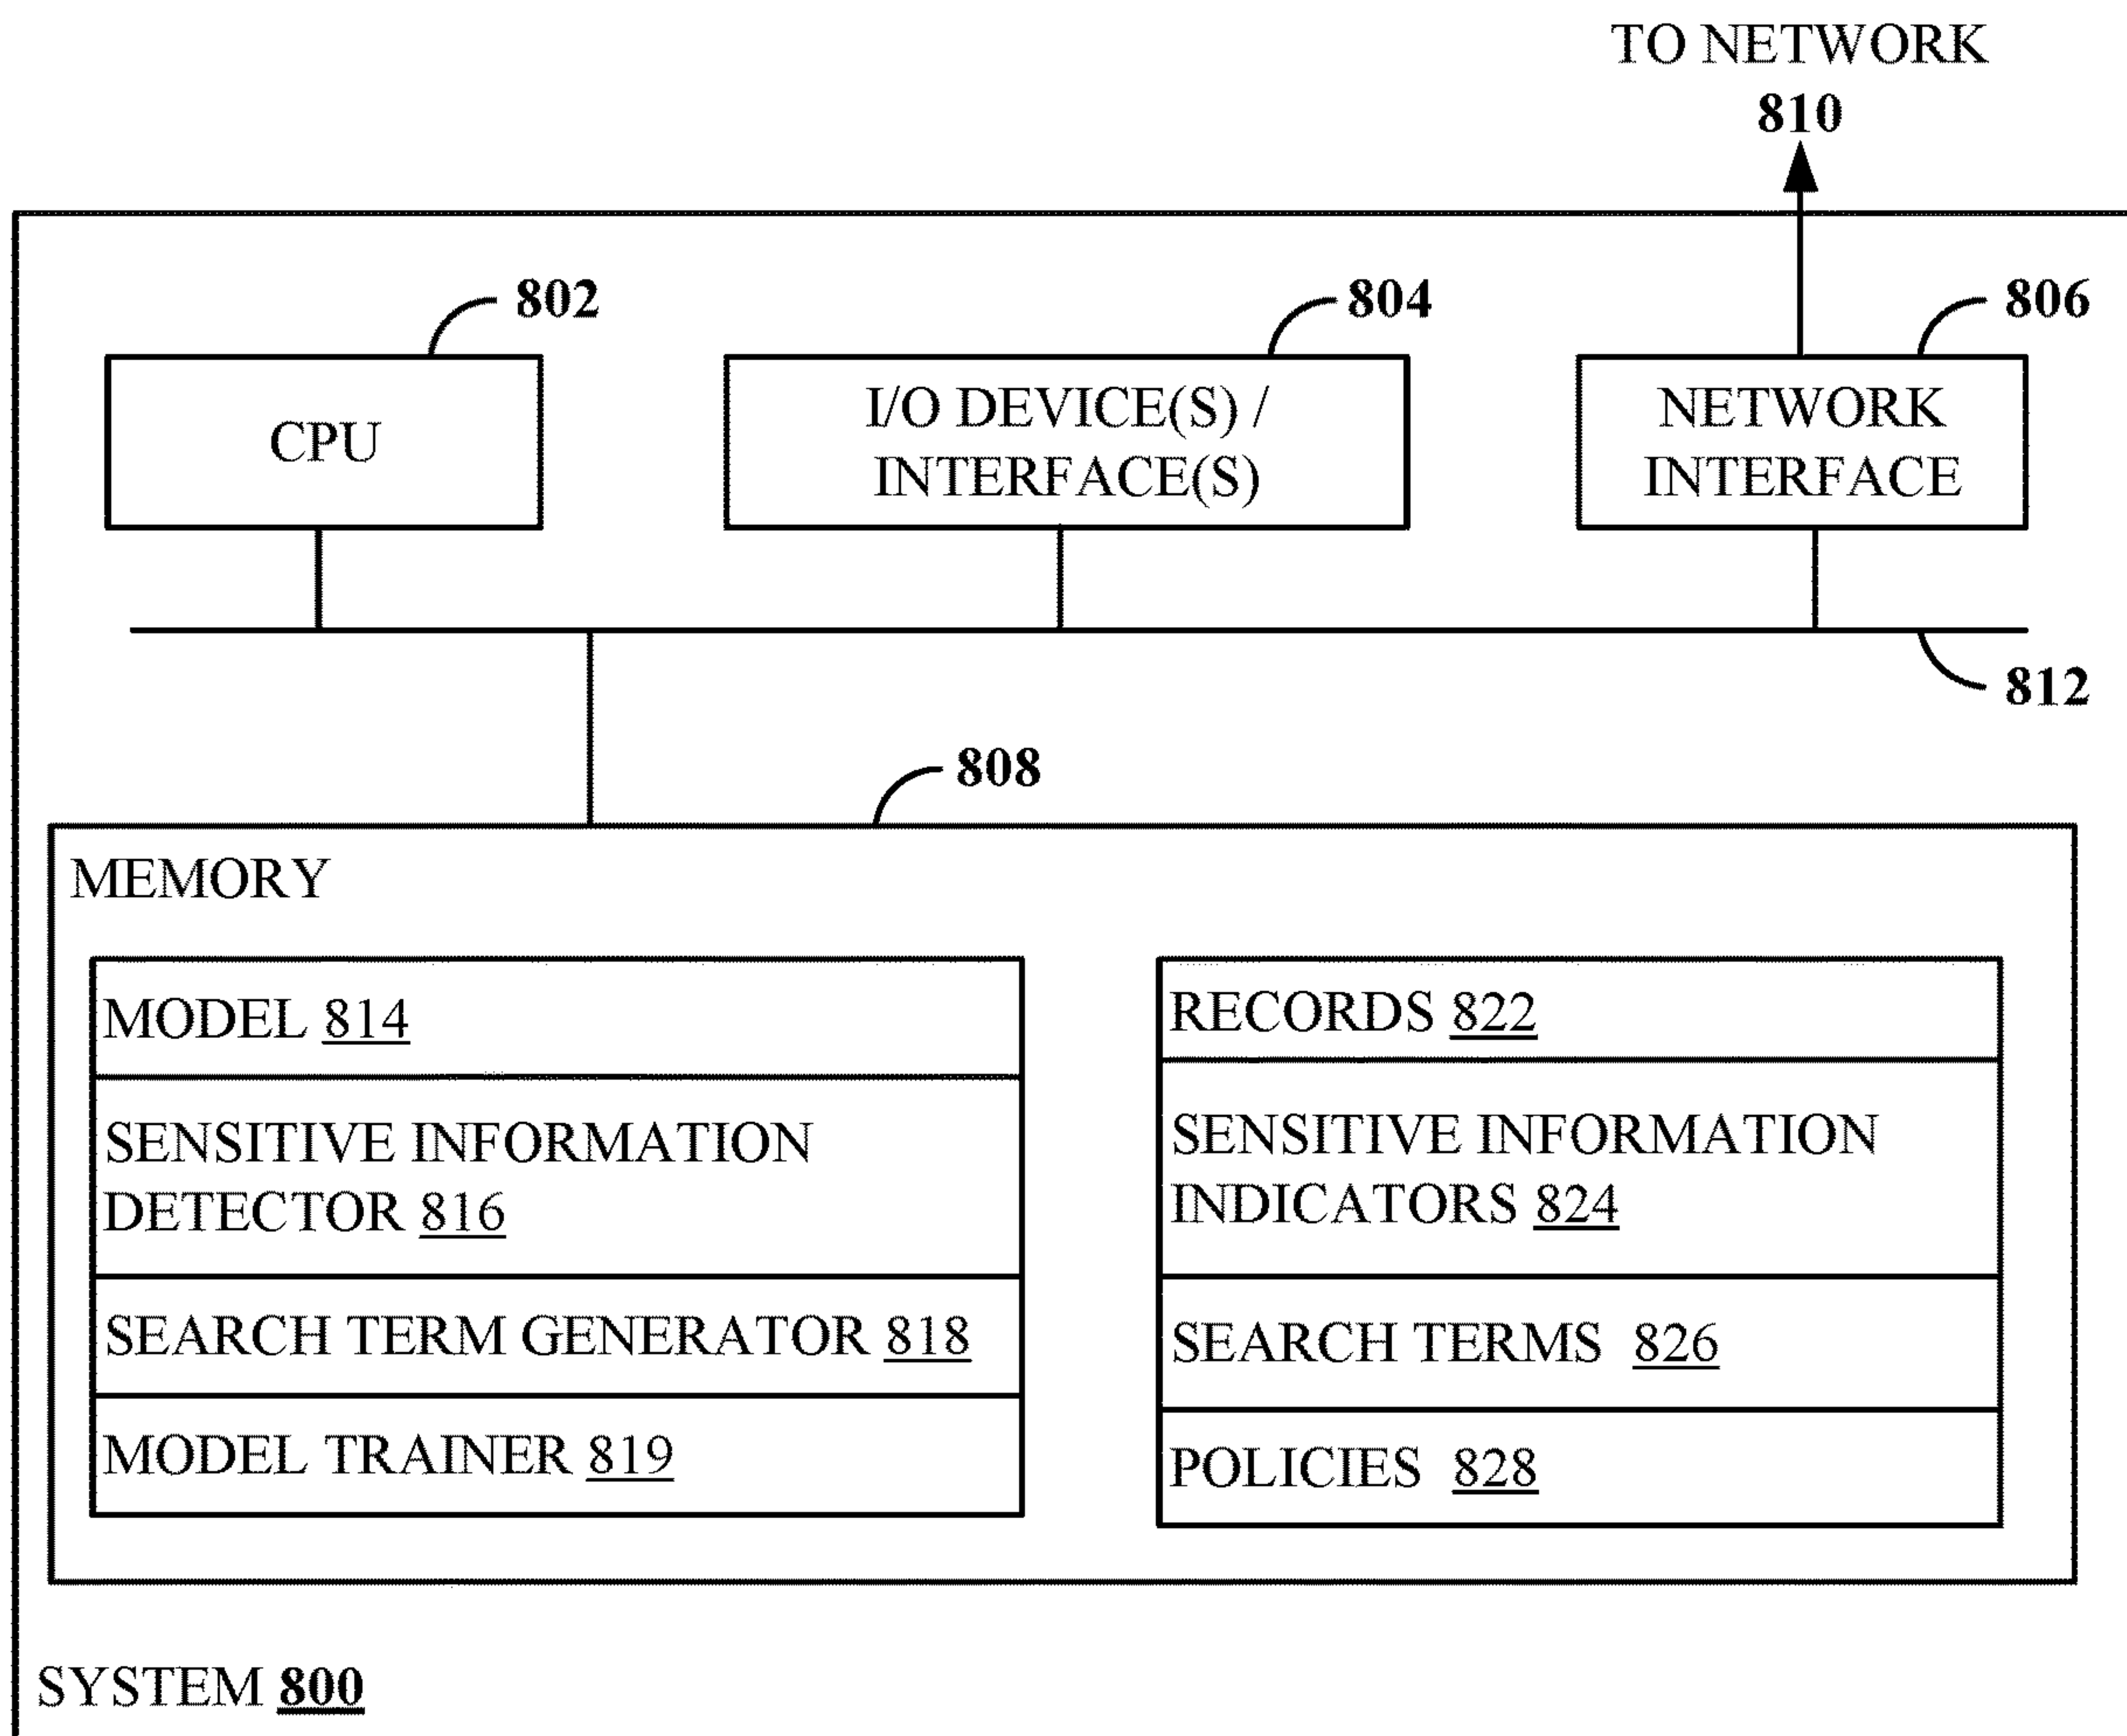 TO NETWORK
810
802
804
806
CPU
I/O DEVICE(S) /
INTERFACE(S)
NETWORK
INTERFACE
812
808
MEMORY
MODEL 814
SENSITIVE INFORMATION
DETECTOR 816
SEARCH TERM GENERATOR 818
MODEL TRAINER 819
RECORDS 822
SENSITIVE INFORMATION
INDICATORS 824
SEARCH TERMS 826
POLICIES 828
SYSTEM 800